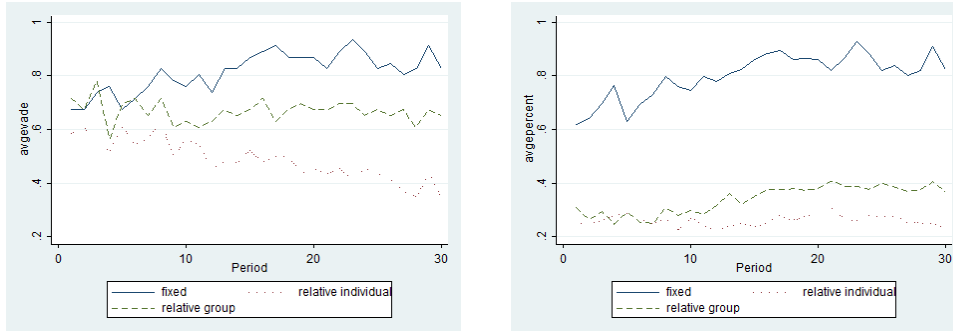 avgevade
1
.8
.6
.4
.2
0
10
20
30
Period
fixed
relative individual
relative group
avgepercent
1
.8
.6
.4
.2
0
10
20
30
Period
fixed
relative individual
relative group